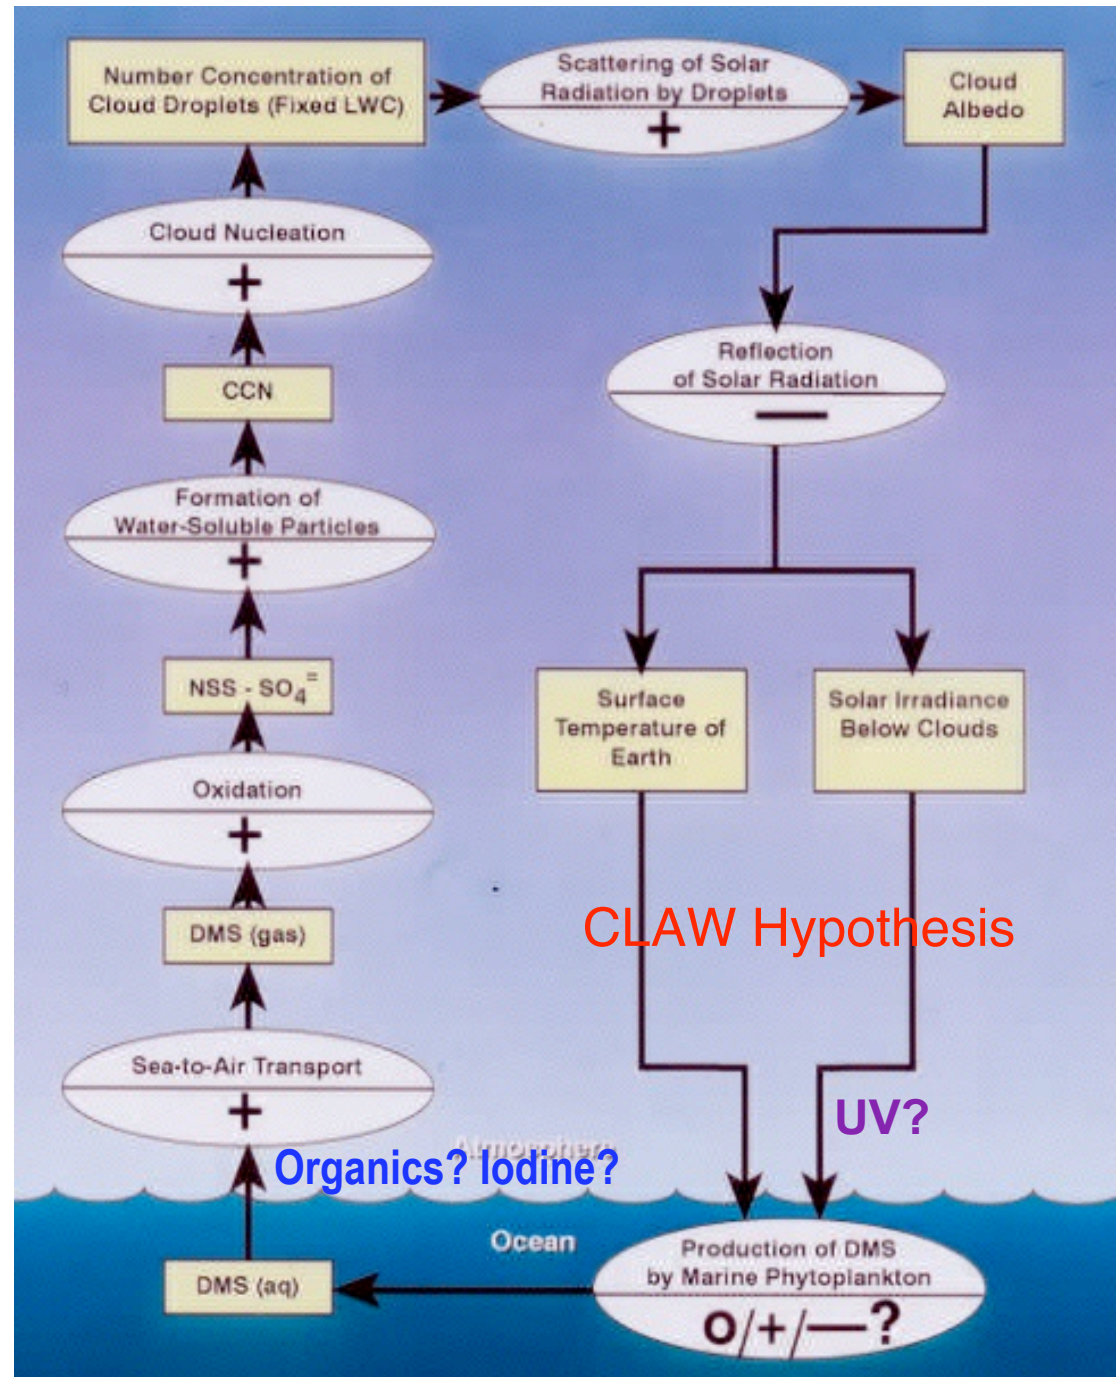 Number Concentration of
Cloud Droplets (Fixed LWC)
Scattering of Solar
Radiation by Droplets
+
Cloud
Albedo
Cloud Nucleation
+
Reflection
of Solar Radiation
—
CCN
Formation of
Water-Soluble Particles
+
NSS - SO₄⁼
Surface
Temperature of
Earth
Solar Irradiance
Below Clouds
Oxidation
+
DMS (gas)
CLAW Hypothesis
Sea-to-Air Transport
+
UV?
Atmosphere
Organics? Iodine?
Ocean
DMS (aq)
Production of DMS
by Marine Phytoplankton
O/+/—?